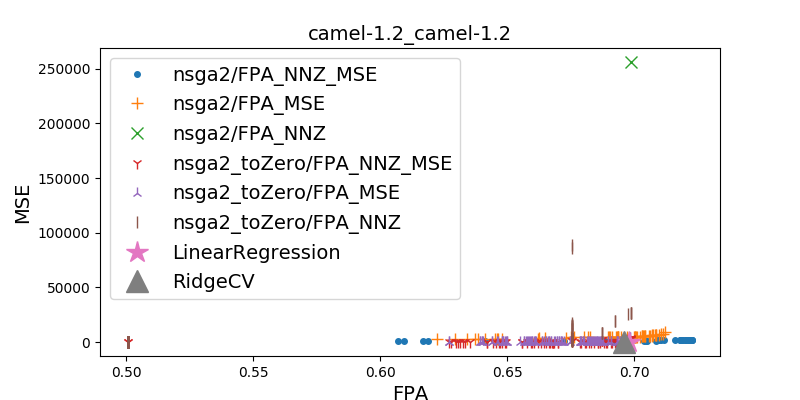 camel-1.2_camel-1.2
250000
200000
150000
100000
50000
0
MSE
nsga2/FPA_NNZ_MSE
nsga2/FPA_MSE
nsga2/FPA_NNZ
nsga2_toZero/FPA_NNZ_MSE
nsga2_toZero/FPA_MSE
nsga2_toZero/FPA_NNZ
LinearRegression
RidgeCV
0.50 0.55 0.60 0.65 0.70
FPA